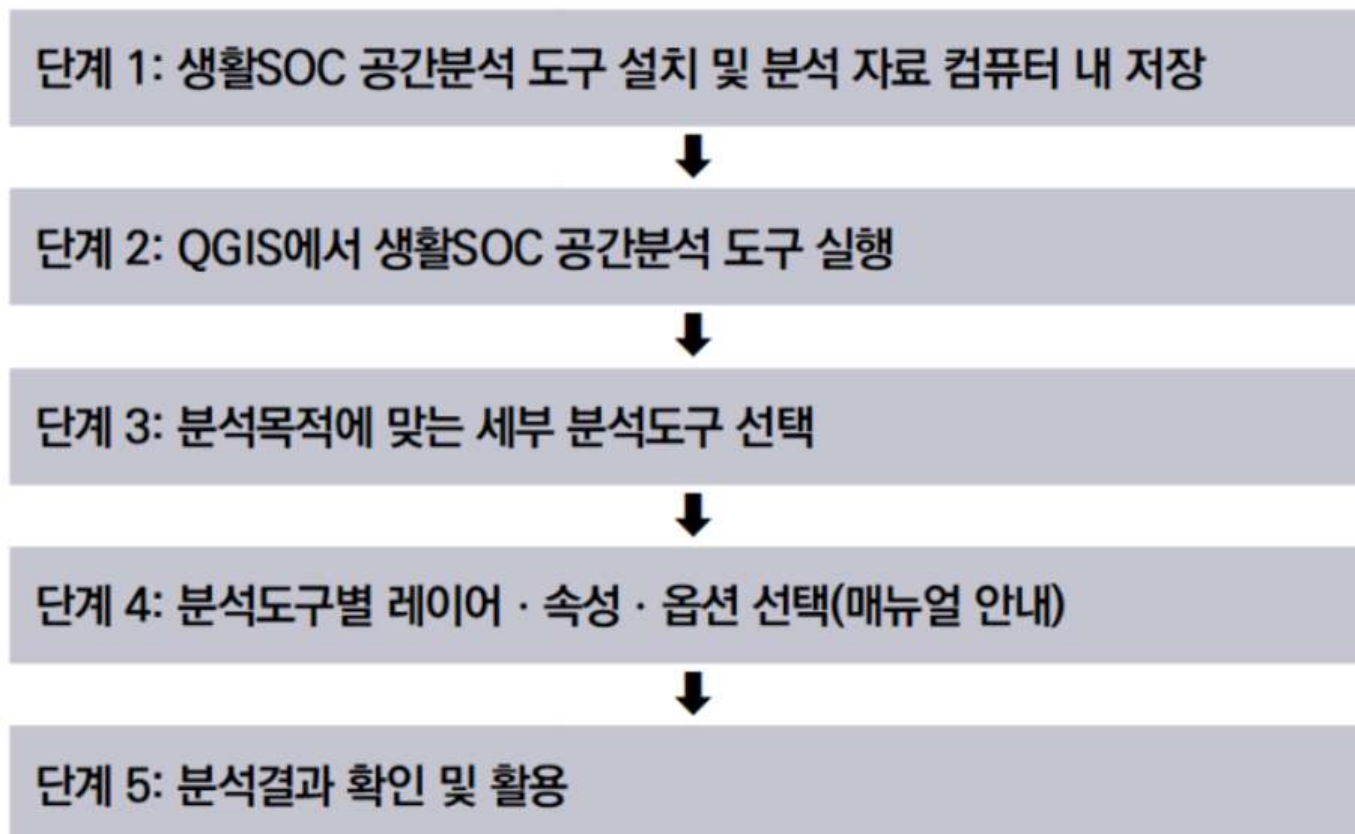 단계 1: 생활SOC 공간분석 도구 설치 및 분석 자료 컴퓨터 내 저장
단계 2: QGIS에서 생활SOC 공간분석 도구 실행
단계 3: 분석목적에 맞는 세부 분석도구 선택
단계 4: 분석도구별 레이어 · 속성 · 옵션 선택(매뉴얼 안내)
단계 5: 분석결과 확인 및 활용